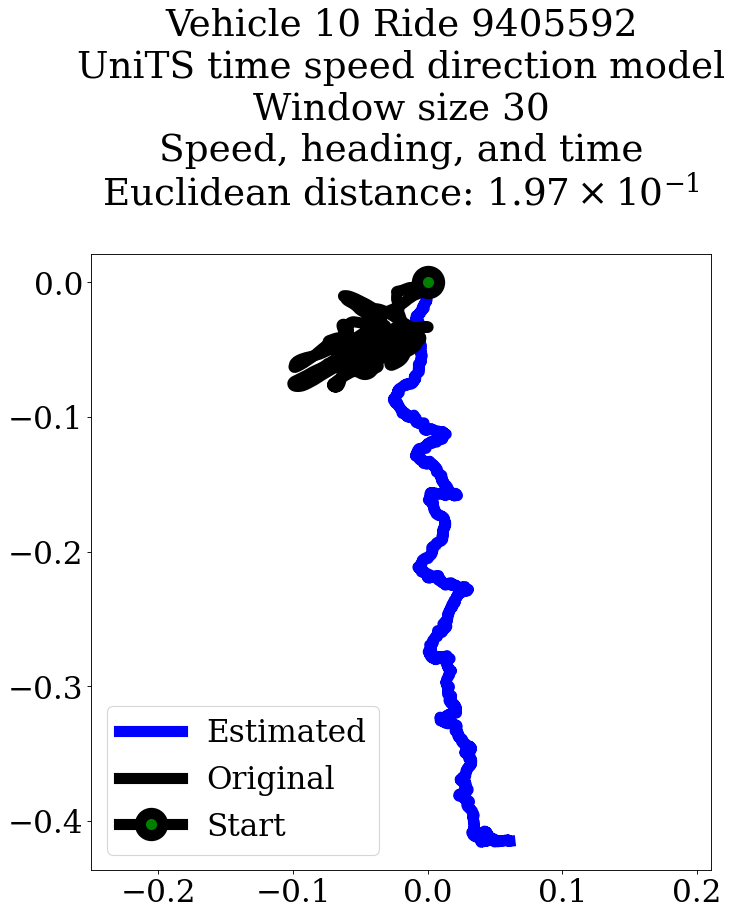 Vehicle 10 Ride 9405592
UniTS time speed direction model
Window size 30
Speed, heading, and time
Euclidean distance: 1.97 × 10⁻¹
0.0
−0.1
−0.2
−0.3
−0.4
Estimated
Original
Start
−0.2 −0.1 0.0 0.1 0.2